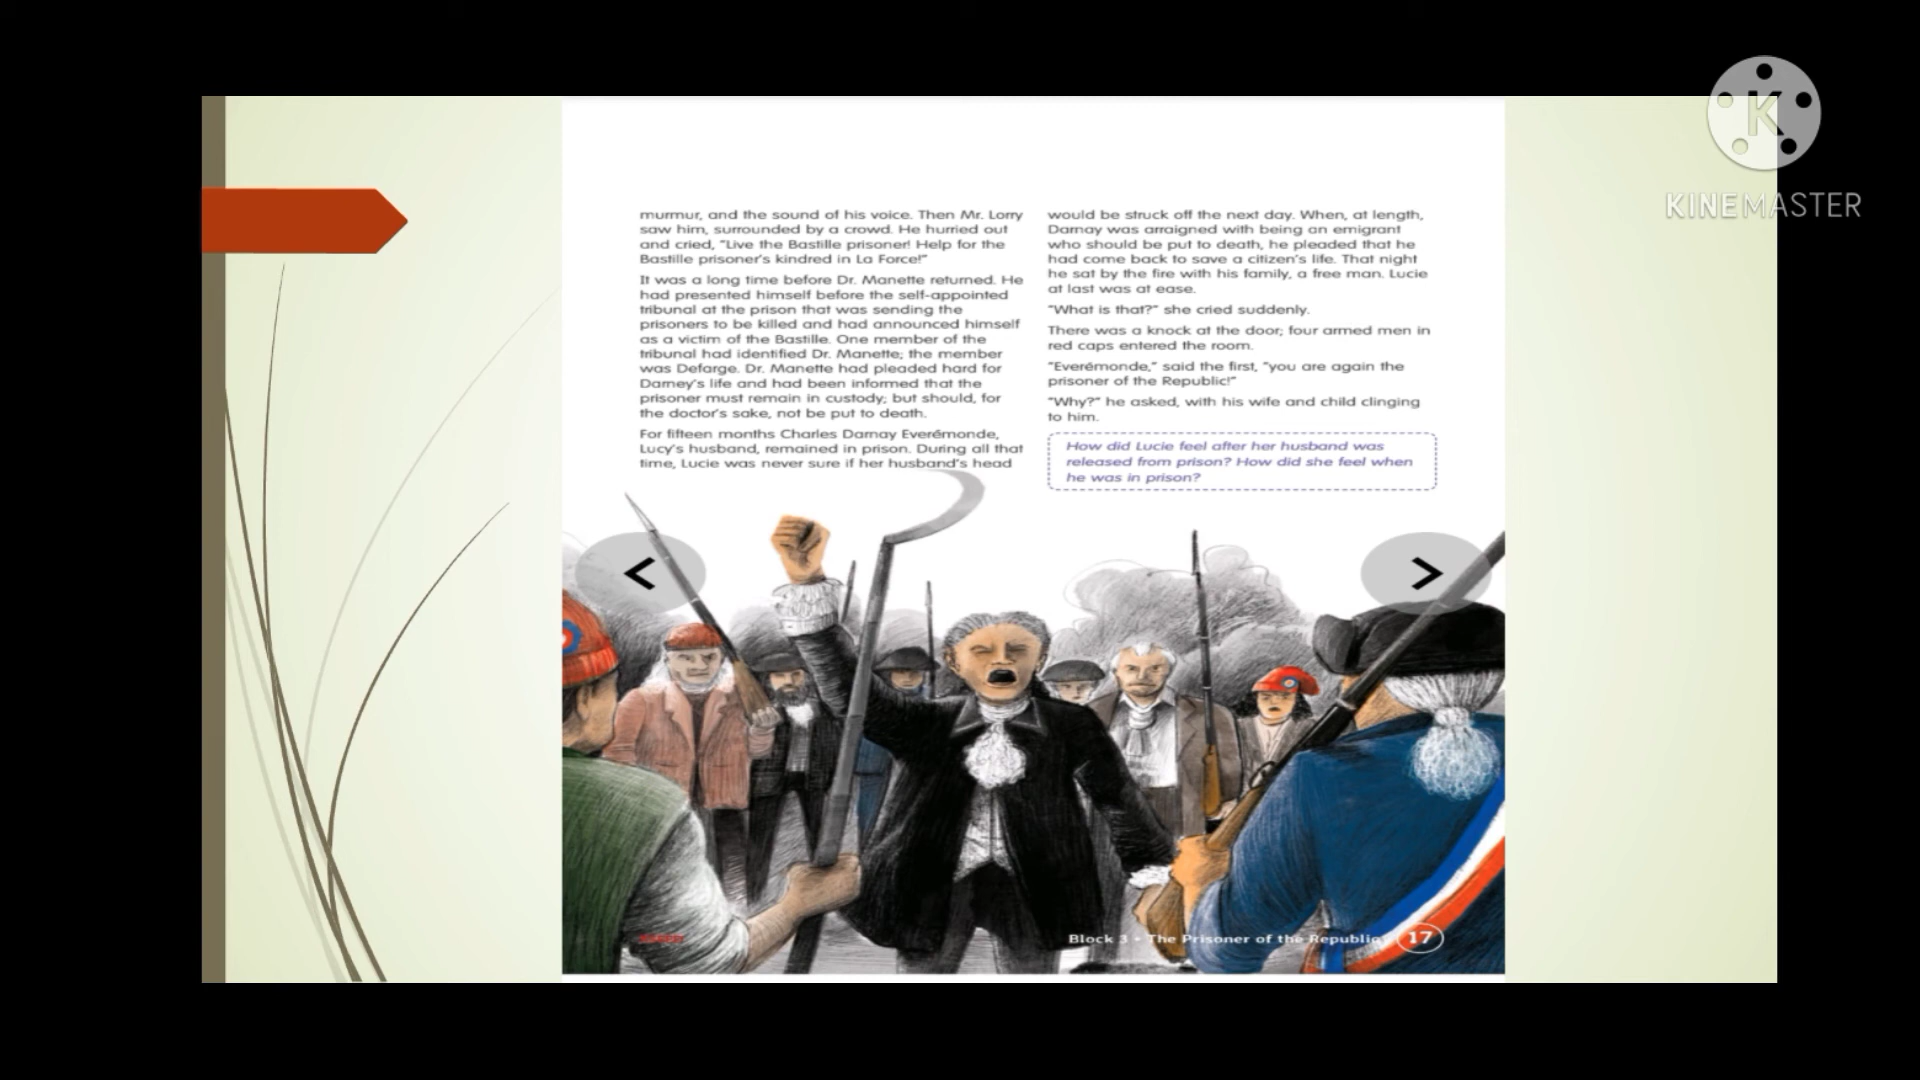 murmur, and the sound of his voice. Then Mr. Lorry
saw him, surrounded by a crowd. He hurried out
and cried, "Live the Bastille prisoner! Help for the
Bastille prisoner's kindred in La Force!"
It was a long time before Dr. Manette returned. He
had presented himself before the self-appointed
tribunal at the prison that was sending the
prisoners to be killed and had announced himself
as a victim of the Bastille. One member of the
tribunal had identified Dr. Manette; the member
was Defarge. Dr. Manette had pleaded hard for
Darney's life and had been informed that the
prisoner must remain in custody; but should, for
the doctor's sake, not be put to death.
For fifteen months Charles Darnay Everémonde,
Lucy's husband, remained in prison. During all that
time, Lucie was never sure if her husband's head
would be struck off the next day. When, at length,
Darnay was arraigned with being an emigrant
who should be put to death, he pleaded that he
had come back to save a citizen's life. That night
he sat by the fire with his family, a free man. Lucie
at last was at ease.
"What is that?" she cried suddenly.
There was a knock at the door; four armed men in
red caps entered the room.
"Everémonde," said the first, "you are again the
prisoner of the Republic!"
"Why?" he asked, with his wife and child clinging
to him.
How did Lucie feel after her husband was
released from prison? How did she feel when
he was in prison?
Block 3 • The Prisoner of the Republic 17
K
KINEMASTER